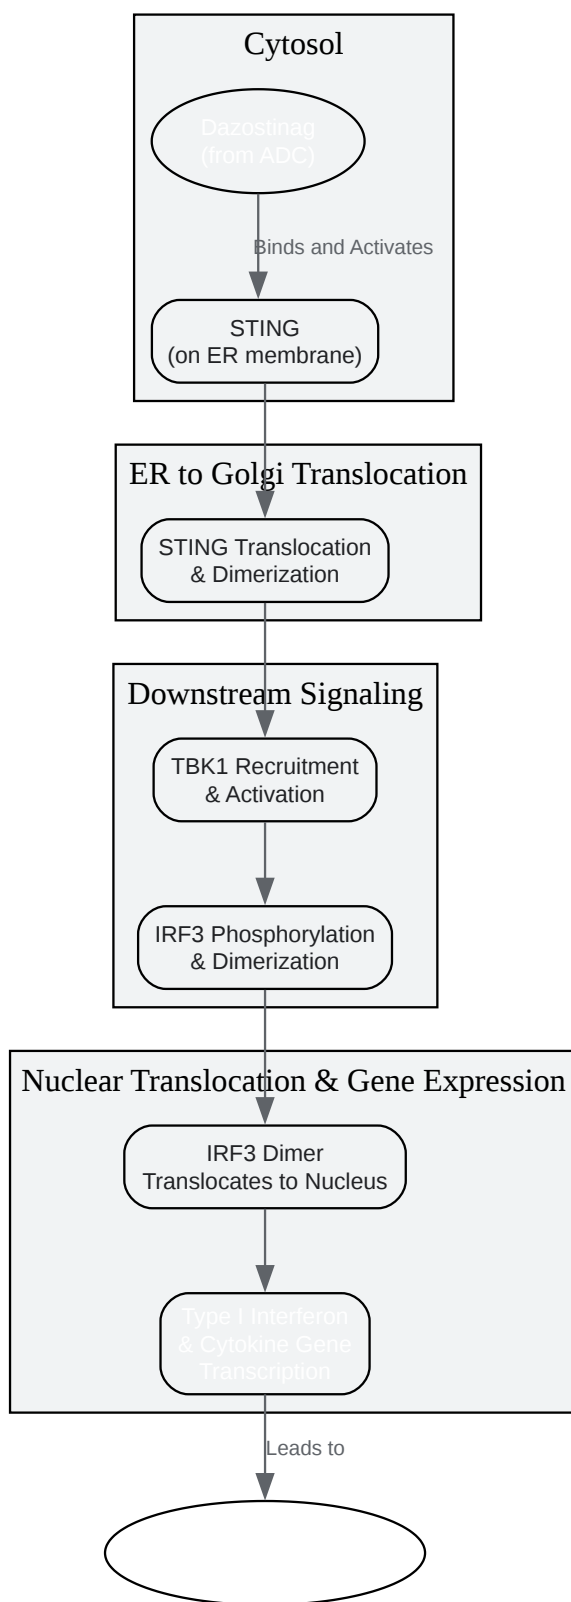 Cytosol
Dazostinag
(from ADC)
Binds and Activates
STING
(on ER membrane)
ER to Golgi Translocation
STING Translocation
& Dimerization
Downstream Signaling
TBK1 Recruitment
& Activation
IRF3 Phosphorylation
& Dimerization
Nuclear Translocation & Gene Expression
IRF3 Dimer
Translocates to Nucleus
Type I Interferon
& Cytokine Gene
Transcription
Leads to